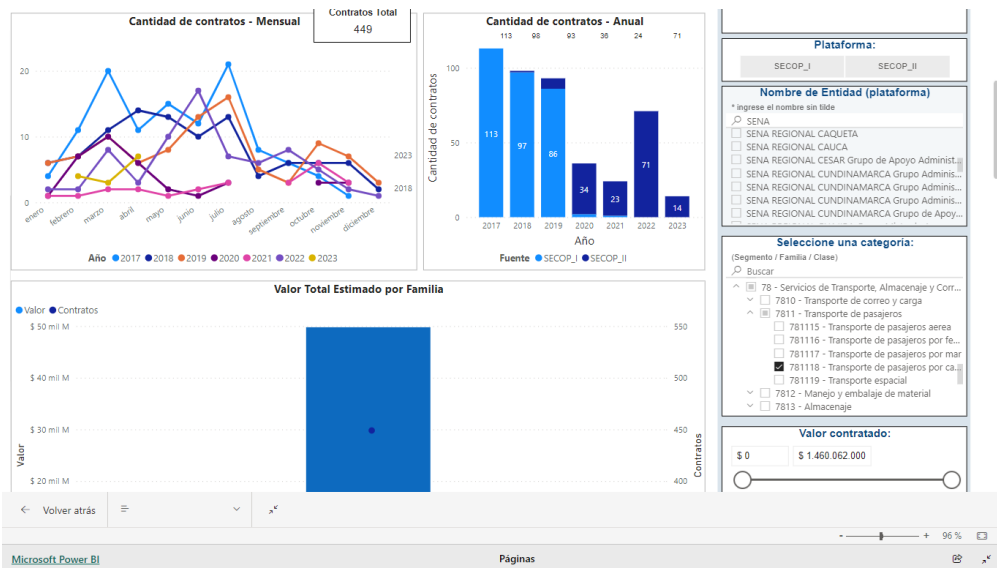 Contratos Total
449
Cantidad de contratos - Mensual
20
10
0
2023
2018
enero
febrero
marzo
abril
mayo
junio
julio
agosto
septiembre
octubre
noviembre
diciembre
Año 2017 2018 2019 2020 2021 2022 2023
Cantidad de contratos - Anual
113 98 93 36 24 71
Cantidad de contratos
100
50
0
113
97
86
34
23
71
14
2017 2018 2019 2020 2021 2022 2023
Año
Fuente SECOP_I SECOP_II
Valor Total Estimado por Familia
Valor Contratos
$ 50 mil M
$ 40 mil M
$ 30 mil M
$ 20 mil M
Valor
550
500
450
400
Contratos
Plataforma:
SECOP_I SECOP_II
Nombre de Entidad (plataforma)
* ingrese el nombre sin tilde
SENA
SENA REGIONAL CAQUETA
SENA REGIONAL CAUCA
SENA REGIONAL CESAR Grupo de Apoyo Administ...
SENA REGIONAL CUNDINAMARCA Grupo Adminis...
SENA REGIONAL CUNDINAMARCA Grupo Adminis...
SENA REGIONAL CUNDINAMARCA Grupo Adminis...
SENA REGIONAL CUNDINAMARCA Grupo de Apoy...
Seleccione una categoría:
(Segmento / Familia / Clase)
Buscar
78 - Servicios de Transporte, Almacenaje y Corr...
7810 - Transporte de correo y carga
7811 - Transporte de pasajeros
781115 - Transporte de pasajeros aerea
781116 - Transporte de pasajeros por fe...
781117 - Transporte de pasajeros por mar
781118 - Transporte de pasajeros por ca...
781119 - Transporte espacial
7812 - Manejo y embalaje de material
7813 - Almacenaje
Valor contratado:
$ 0 $ 1.460.062.000
Volver atrás
- + 96 %
Microsoft Power BI
Páginas